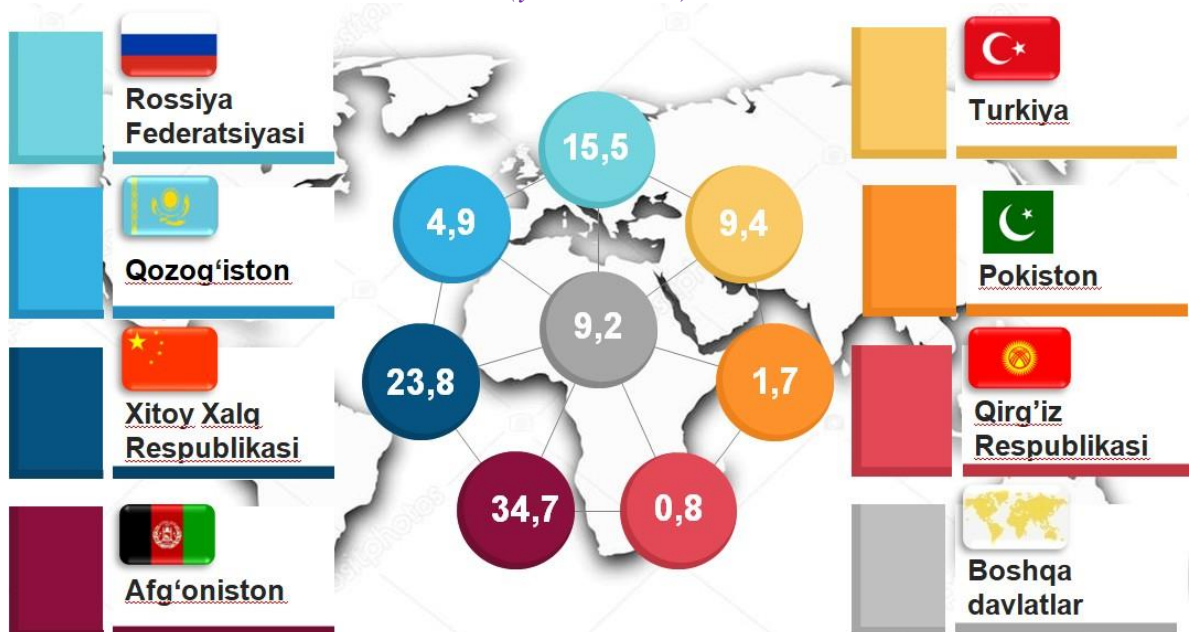 Rossiya
Federatsiyasi
Qozog‘iston
Xitoy Xalq
Respublikasi
Afg‘oniston
15,5
4,9
9,4
9,2
23,8
1,7
34,7
0,8
Turkiya
Pokiston
Qirg’iz
Respublikasi
Boshqa
davlatlar